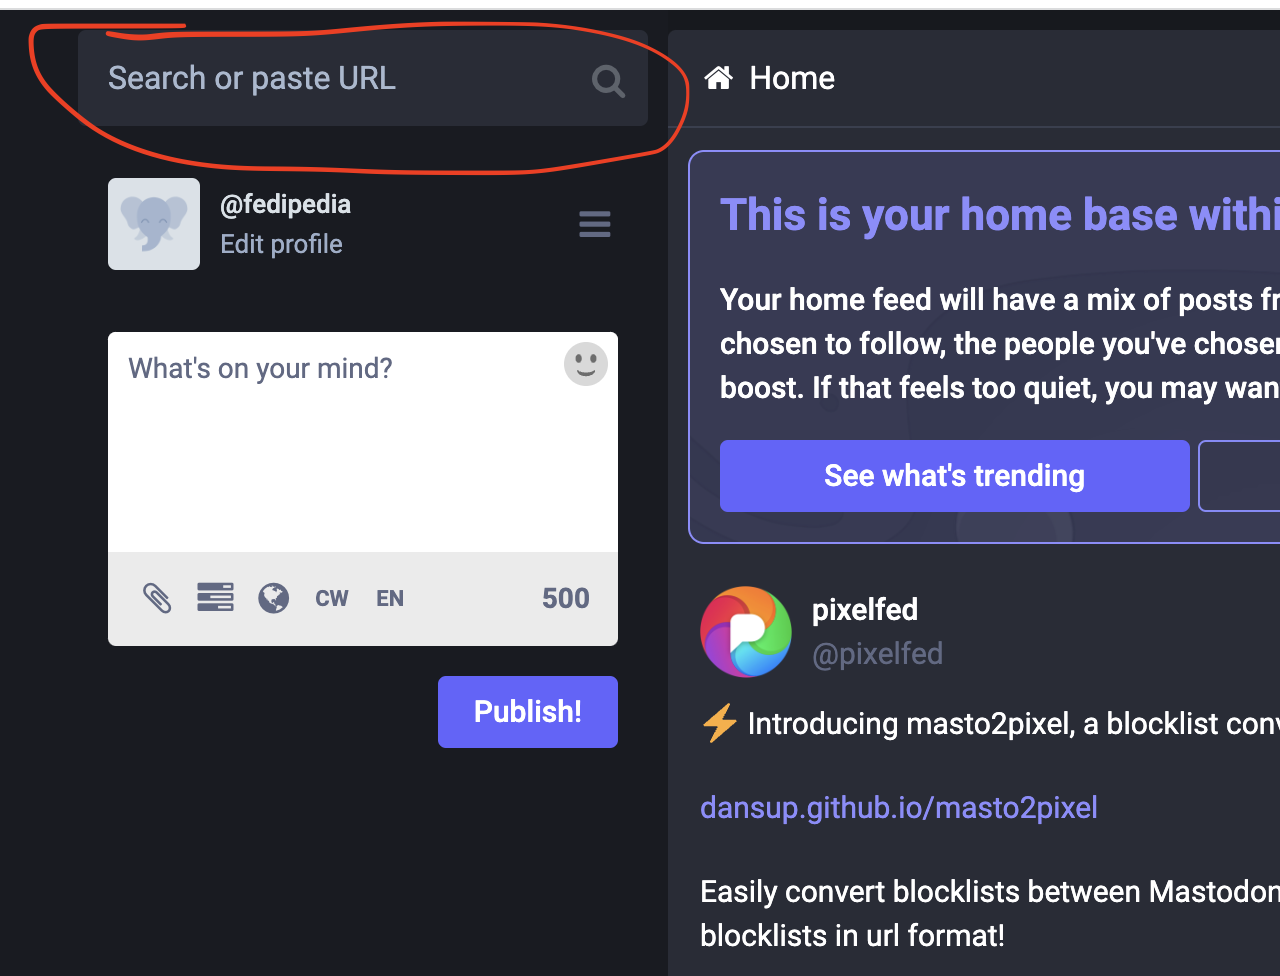 Search or paste URL
@fedipedia
Edit profile
What's on your mind?
CW EN 500
Publish!
Home
This is your home base withi
Your home feed will have a mix of posts fr
chosen to follow, the people you've choser
boost. If that feels too quiet, you may wan
See what's trending
pixelfed
@pixelfed
⚡ Introducing masto2pixel, a blocklist conv
dansup.github.io/masto2pixel
Easily convert blocklists between Mastodon
blocklists in url format!